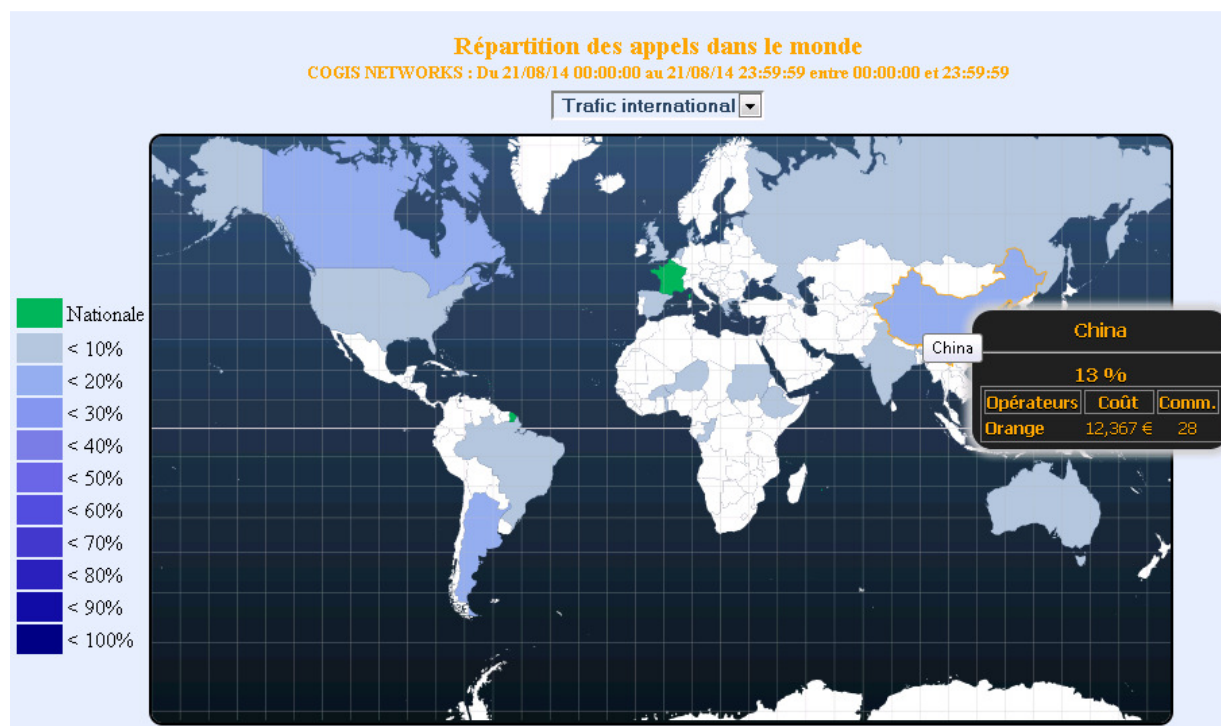 Répartition des appels dans le monde
COGIS NETWORKS : Du 21/08/14 00:00:00 au 21/08/14 23:59:59 entre 00:00:00 et 23:59:59
Trafic international
Nationale
< 10%
< 20%
< 30%
< 40%
< 50%
< 60%
< 70%
< 80%
< 90%
< 100%
China
China
13 %
Opérateurs Coût Comm.
Orange 12,367 € 28